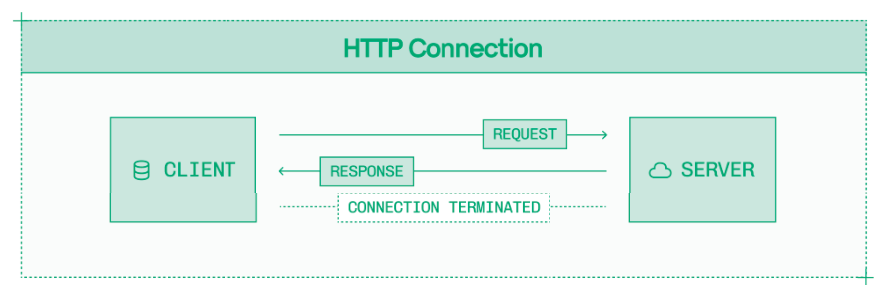 HTTP Connection
REQUEST
CLIENT
RESPONSE
SERVER
CONNECTION TERMINATED